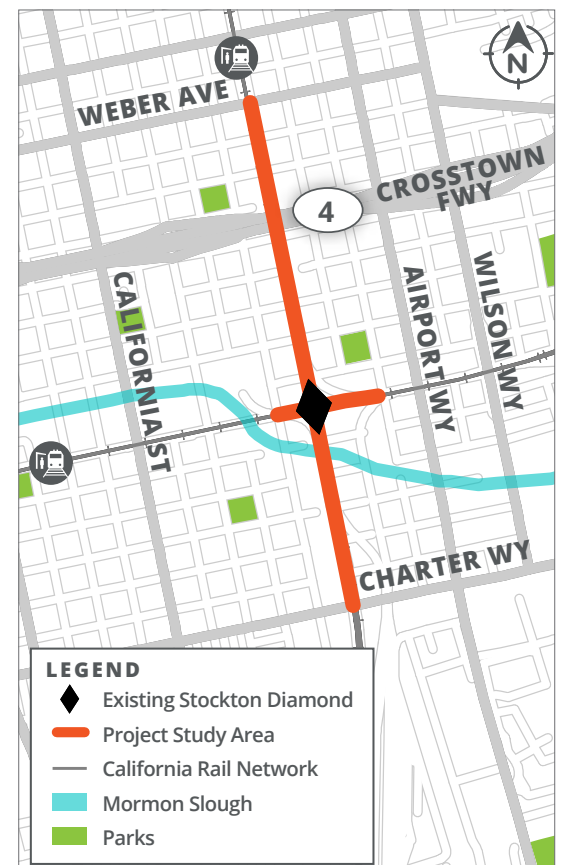 N
WEBER AVE
CROSSTOWN
FWY
4
CALIFORNIA ST
AIRPORT WY
WILSON WY
CHARTER WY
LEGEND
Existing Stockton Diamond
Project Study Area
California Rail Network
Mormon Slough
Parks